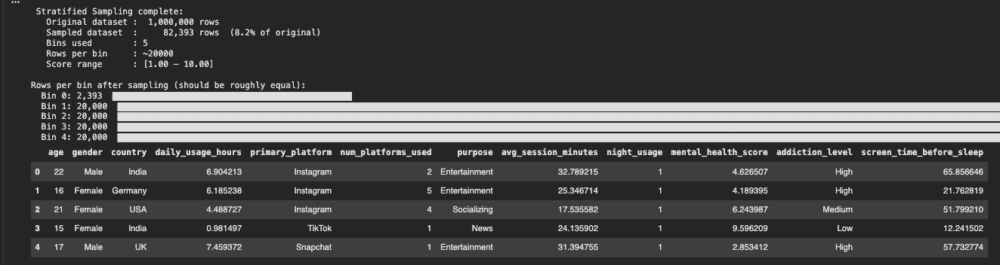 ...
Stratified Sampling complete:
Original dataset : 1,000,000 rows
Sampled dataset : 82,393 rows (8.2% of original)
Bins used : 5
Rows per bin : ~20000
Score range : [1.00 – 10.00]
Rows per bin after sampling (should be roughly equal):
Bin 0: 2,393
Bin 1: 20,000
Bin 2: 20,000
Bin 3: 20,000
Bin 4: 20,000
age gender country daily_usage_hours primary_platform num_platforms_used purpose avg_session_minutes night_usage mental_health_score addiction_level screen_time_before_sleep
0 22 Male India 6.904213 Instagram 2 Entertainment 32.789215 1 4.626507 High 65.856646
1 16 Female Germany 6.185238 Instagram 5 Entertainment 25.346714 1 4.189395 High 21.762819
2 21 Female USA 4.488727 Instagram 4 Socializing 17.535582 1 6.243987 Medium 51.799210
3 15 Female India 0.981497 TikTok 1 News 24.135902 1 9.596209 Low 12.241502
4 17 Male UK 7.459372 Snapchat 1 Entertainment 31.394755 1 2.853412 High 57.732774